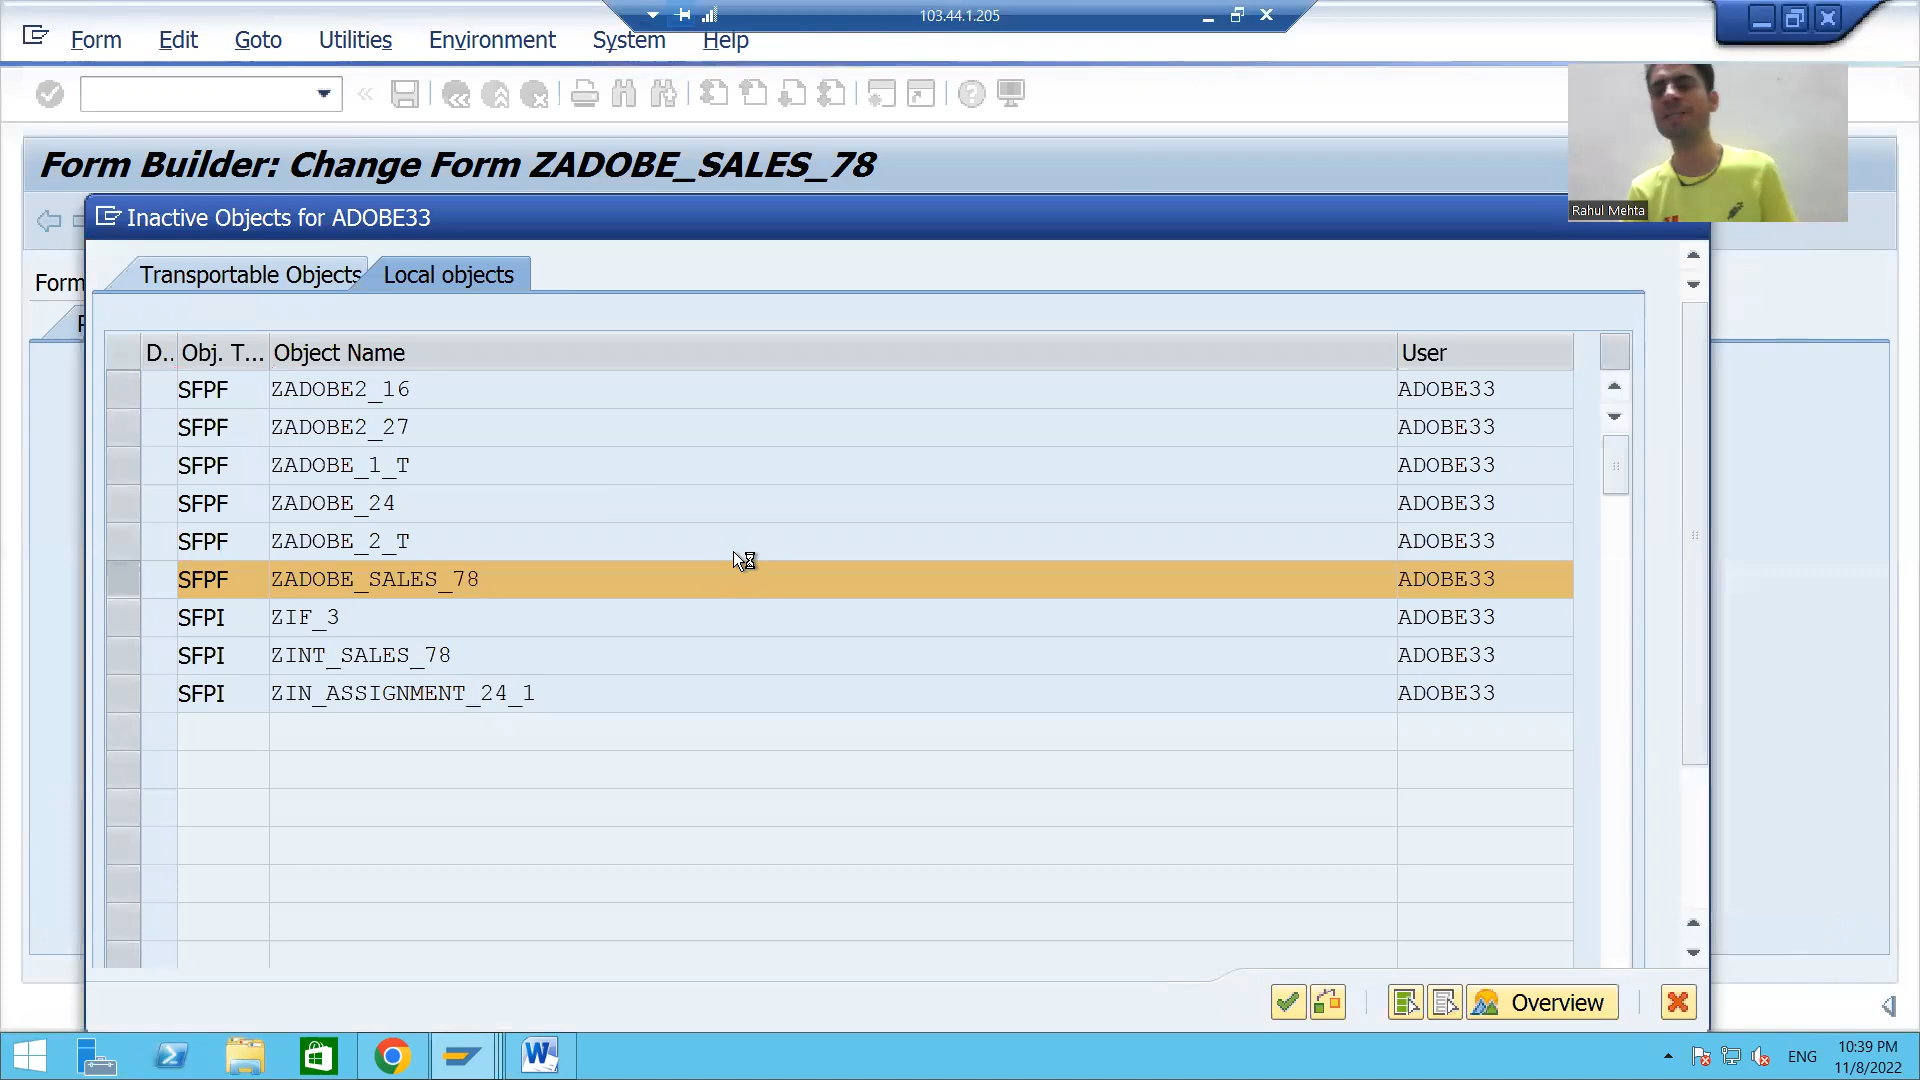 103.44.1.205
Form Edit Goto Utilities Environment System Help
Form Builder: Change Form ZADOBE_SALES_78
Rahul Mehta
Inactive Objects for ADOBE33
Form
Transportable Objects Local objects
D.. Obj. T... Object Name User
SFPF ZADOBE2_16 ADOBE33
SFPF ZADOBE2_27 ADOBE33
SFPF ZADOBE_1_T ADOBE33
SFPF ZADOBE_24 ADOBE33
SFPF ZADOBE_2_T ADOBE33
SFPF ZADOBE_SALES_78 ADOBE33
SFPI ZIF_3 ADOBE33
SFPI ZINT_SALES_78 ADOBE33
SFPI ZIN_ASSIGNMENT_24_1 ADOBE33
Overview
ENG
10:39 PM
11/8/2022